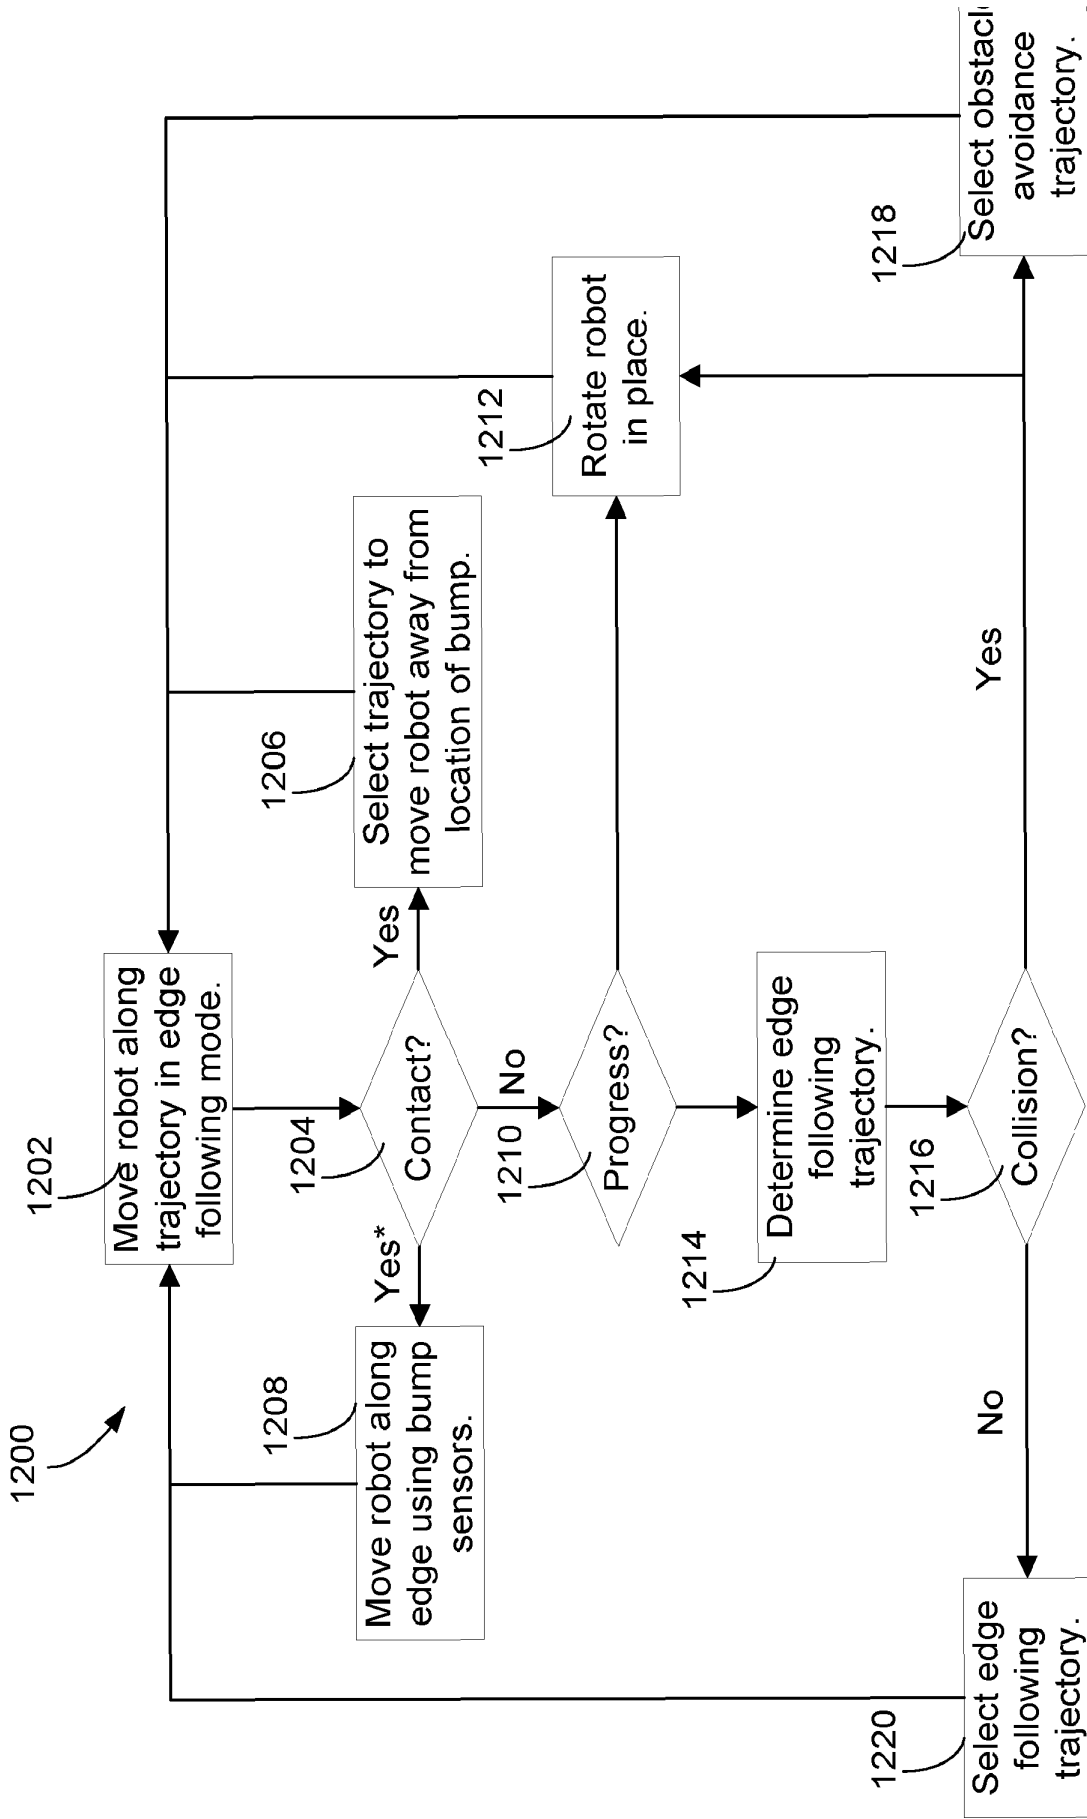 1200
1202
Move robot along
trajectory in edge
following mode.
1204
Contact?
Yes*
Yes
No
1208
Move robot along
edge using bump
sensors.
1206
Select trajectory to
move robot away from
location of bump.
1210
Progress?
1212
Rotate robot
in place.
1214
Determine edge
following
trajectory.
1216
Collision?
No
Yes
1220
Select edge
following
trajectory.
1218
Select
avoidance
trajectory.